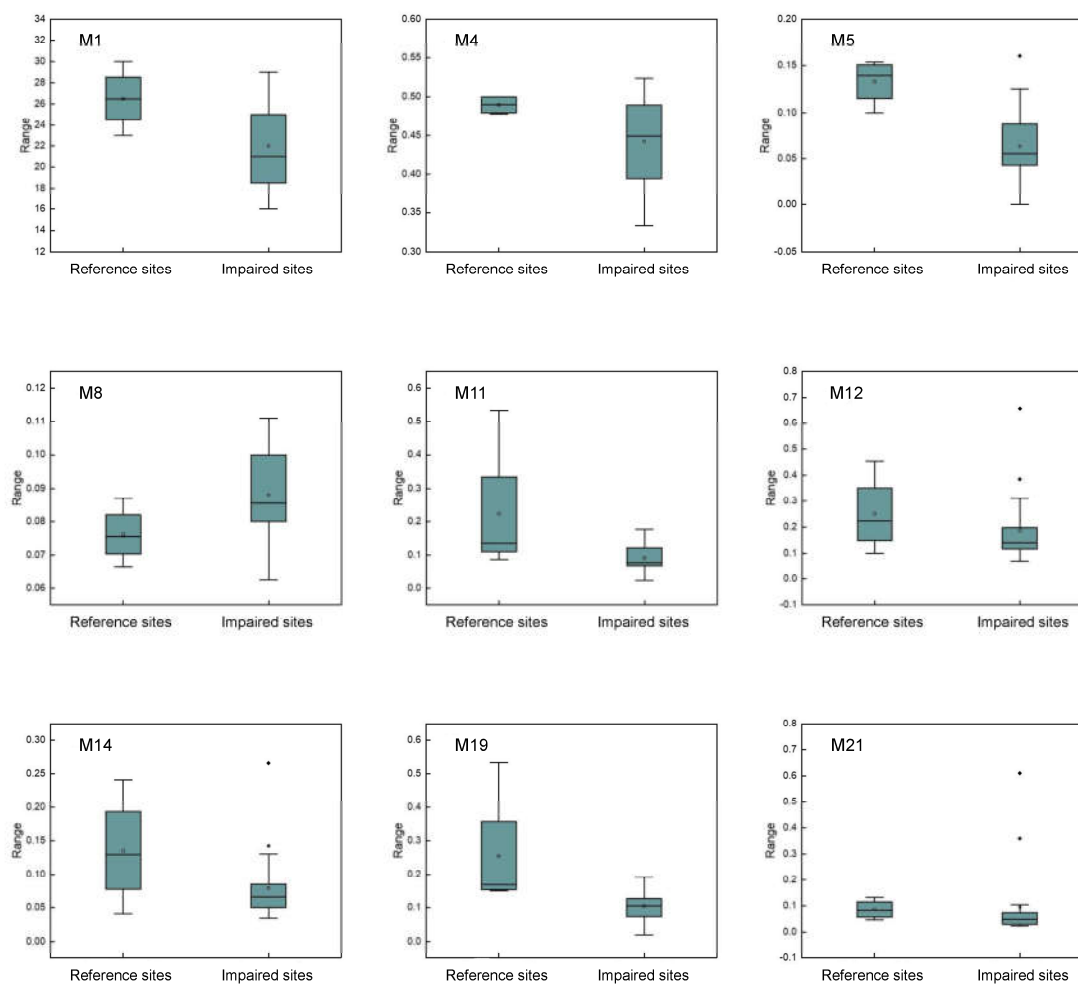 M1
34
32
30
28
26
24
22
20
18
16
14
12
Range
Reference sites Impaired sites
M4
0.60
0.55
0.50
0.45
0.40
0.35
0.30
Range
Reference sites Impaired sites
M5
0.20
0.15
0.10
0.05
0.00
-0.05
Range
Reference sites Impaired sites
M8
0.12
0.11
0.10
0.09
0.08
0.07
0.06
Range
Reference sites Impaired sites
M11
0.6
0.5
0.4
0.3
0.2
0.1
0.0
Range
Reference sites Impaired sites
M12
0.8
0.7
0.6
0.5
0.4
0.3
0.2
0.1
0.0
-0.1
Range
Reference sites Impaired sites
M14
0.30
0.25
0.20
0.15
0.10
0.05
0.00
Range
Reference sites Impaired sites
M19
0.6
0.5
0.4
0.3
0.2
0.1
0.0
Range
Reference sites Impaired sites
M21
0.8
0.7
0.6
0.5
0.4
0.3
0.2
0.1
0.0
-0.1
Range
Reference sites Impaired sites